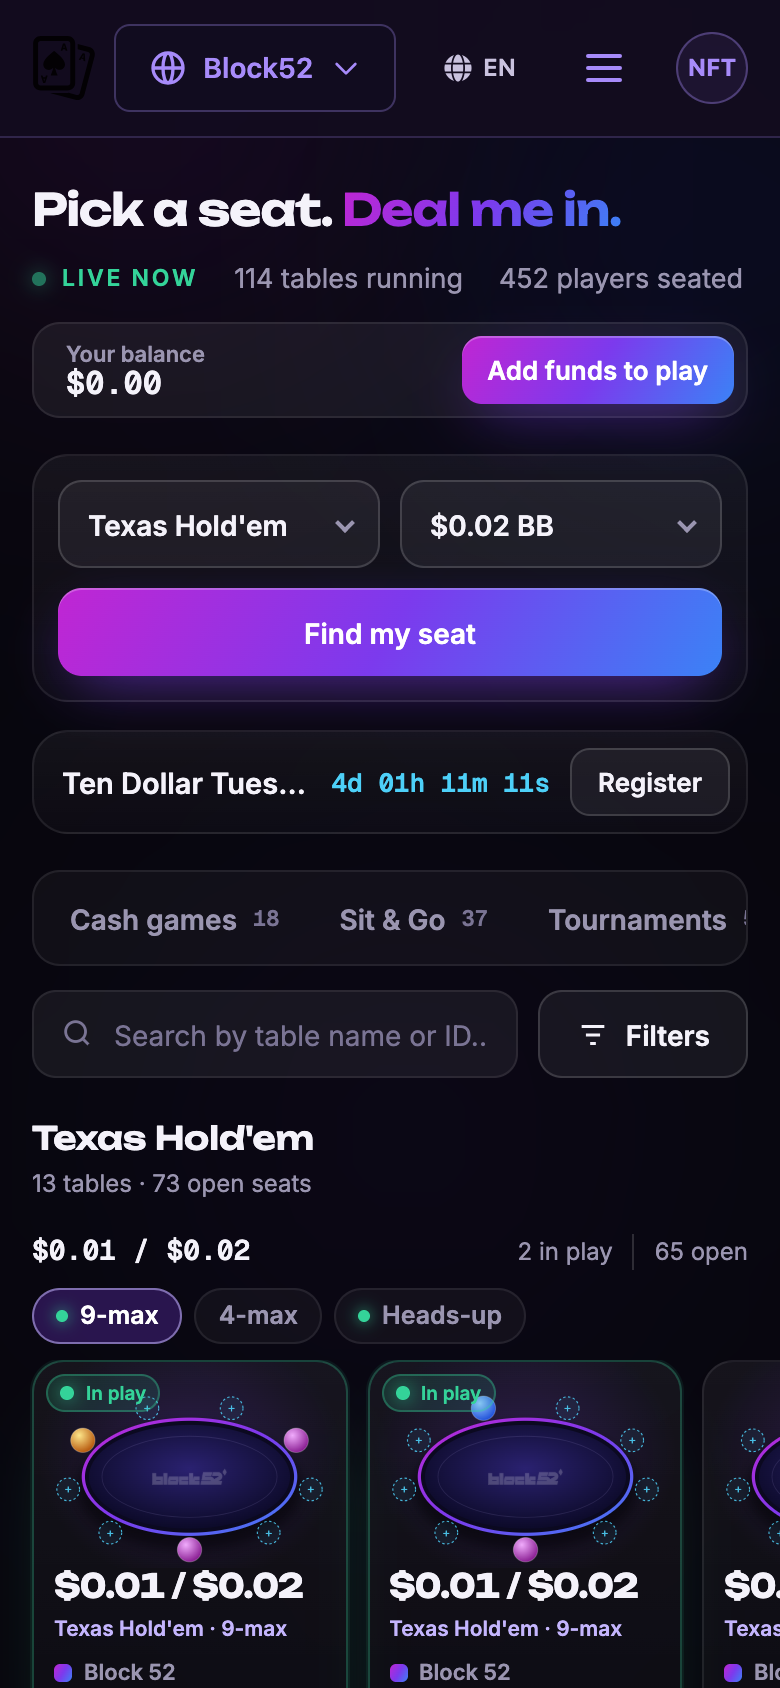 Block52
EN
NFT
Pick a seat. Deal me in.
LIVE NOW 114 tables running 452 players seated
Your balance
$0.00
Add funds to play
Texas Hold'em
$0.02 BB
Find my seat
Ten Dollar Tues... 4d 01h 11m 11s Register
Cash games 18 Sit & Go 37 Tournaments
Search by table name or ID..
Filters
Texas Hold'em
13 tables · 73 open seats
$0.01 / $0.02 2 in play 65 open
9-max 4-max Heads-up
In play In play
block52 block52
$0.01 / $0.02 $0.01 / $0.02 $0.
Texas Hold'em · 9-max Texas Hold'em · 9-max Texas
Block 52 Block 52 Bloc